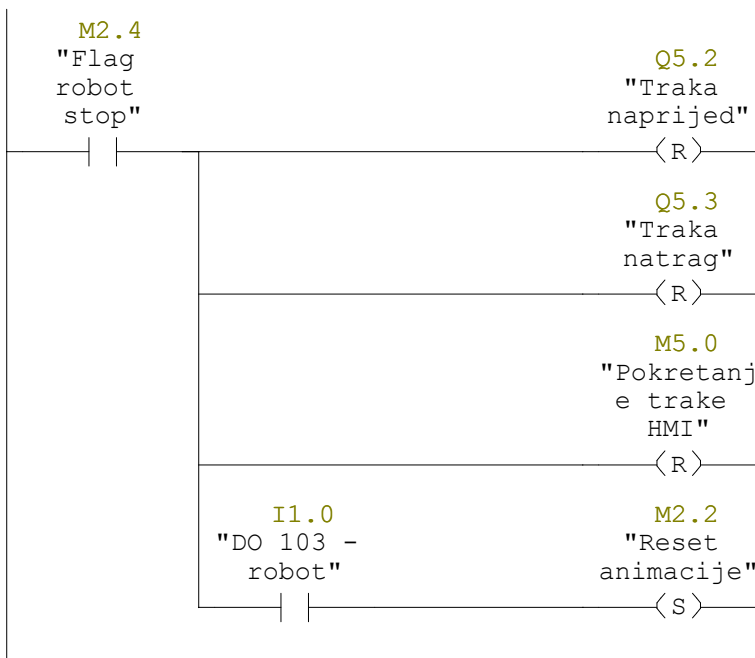 M2.4
"Flag
robot
stop"
Q5.2
"Traka
naprijed"
R
Q5.3
"Traka
natrag"
R
M5.0
"Pokretanj
e trake
HMI"
R
I1.0
"DO 103 -
robot"
M2.2
"Reset
animacije"
S